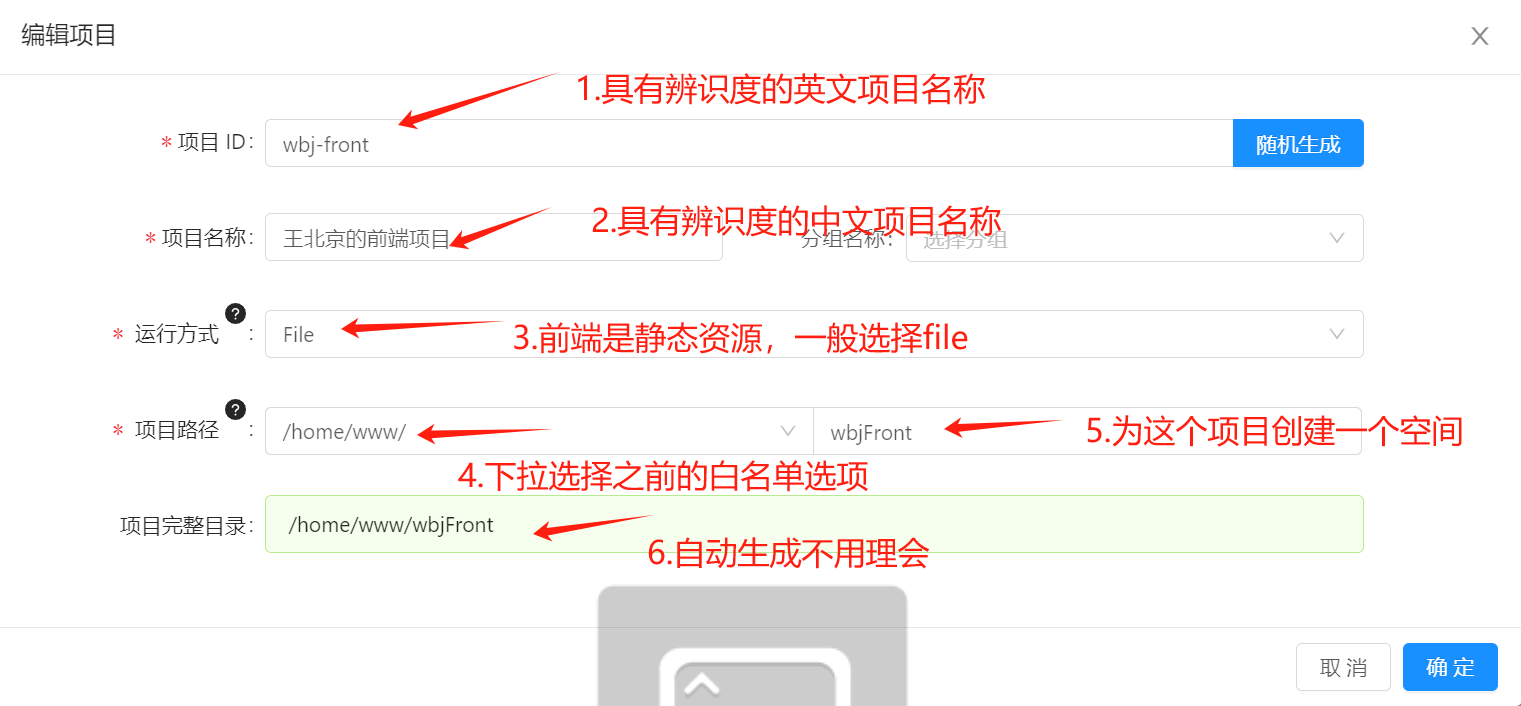 编辑项目
1.具有辨识度的英文项目名称
* 项目 ID:
wbj-front
随机生成
2.具有辨识度的中文项目名称
* 项目名称:
王北京的前端项目
分组名称:
选择分组
* 运行方式 ? :
File
3.前端是静态资源，一般选择file
* 项目路径 ? :
/home/www/
wbjFront
5.为这个项目创建一个空间
4.下拉选择之前的白名单选项
项目完整目录:
/home/www/wbjFront
6.自动生成不用理会
取 消
确 定